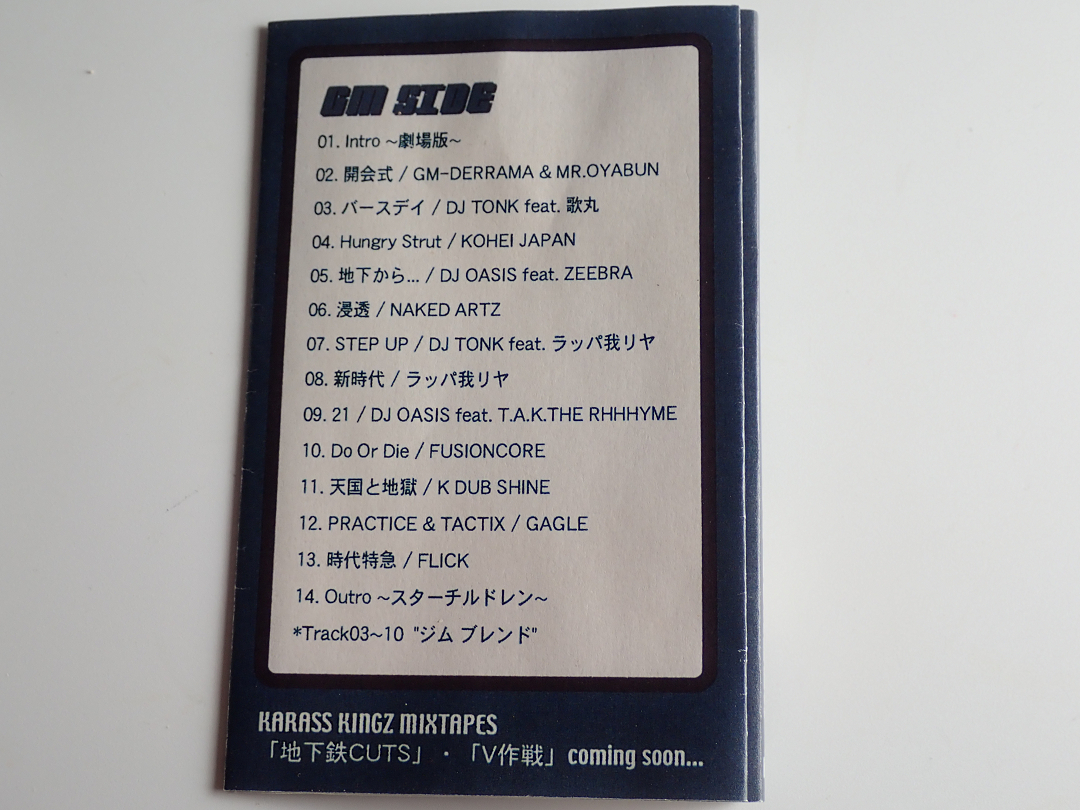 GM SIDE
01. Intro ~劇場版~
02. 開会式 / GM-DERRAMA & MR.OYABUN
03. バースデイ / DJ TONK feat. 歌丸
04. Hungry Strut / KOHEI JAPAN
05. 地下から... / DJ OASIS feat. ZEEBRA
06. 浸透 / NAKED ARTZ
07. STEP UP / DJ TONK feat. ラッパ我リヤ
08. 新時代 / ラッパ我リヤ
09. 21 / DJ OASIS feat. T.A.K.THE RHHHYME
10. Do Or Die / FUSIONCORE
11. 天国と地獄 / K DUB SHINE
12. PRACTICE & TACTIX / GAGLE
13. 時代特急 / FLICK
14. Outro ~スターチルドレン~
*Track03~10 "ジム ブレンド"
KARASS KINGZ MIXTAPES
「地下鉄CUTS」・「V作戦」coming soon...